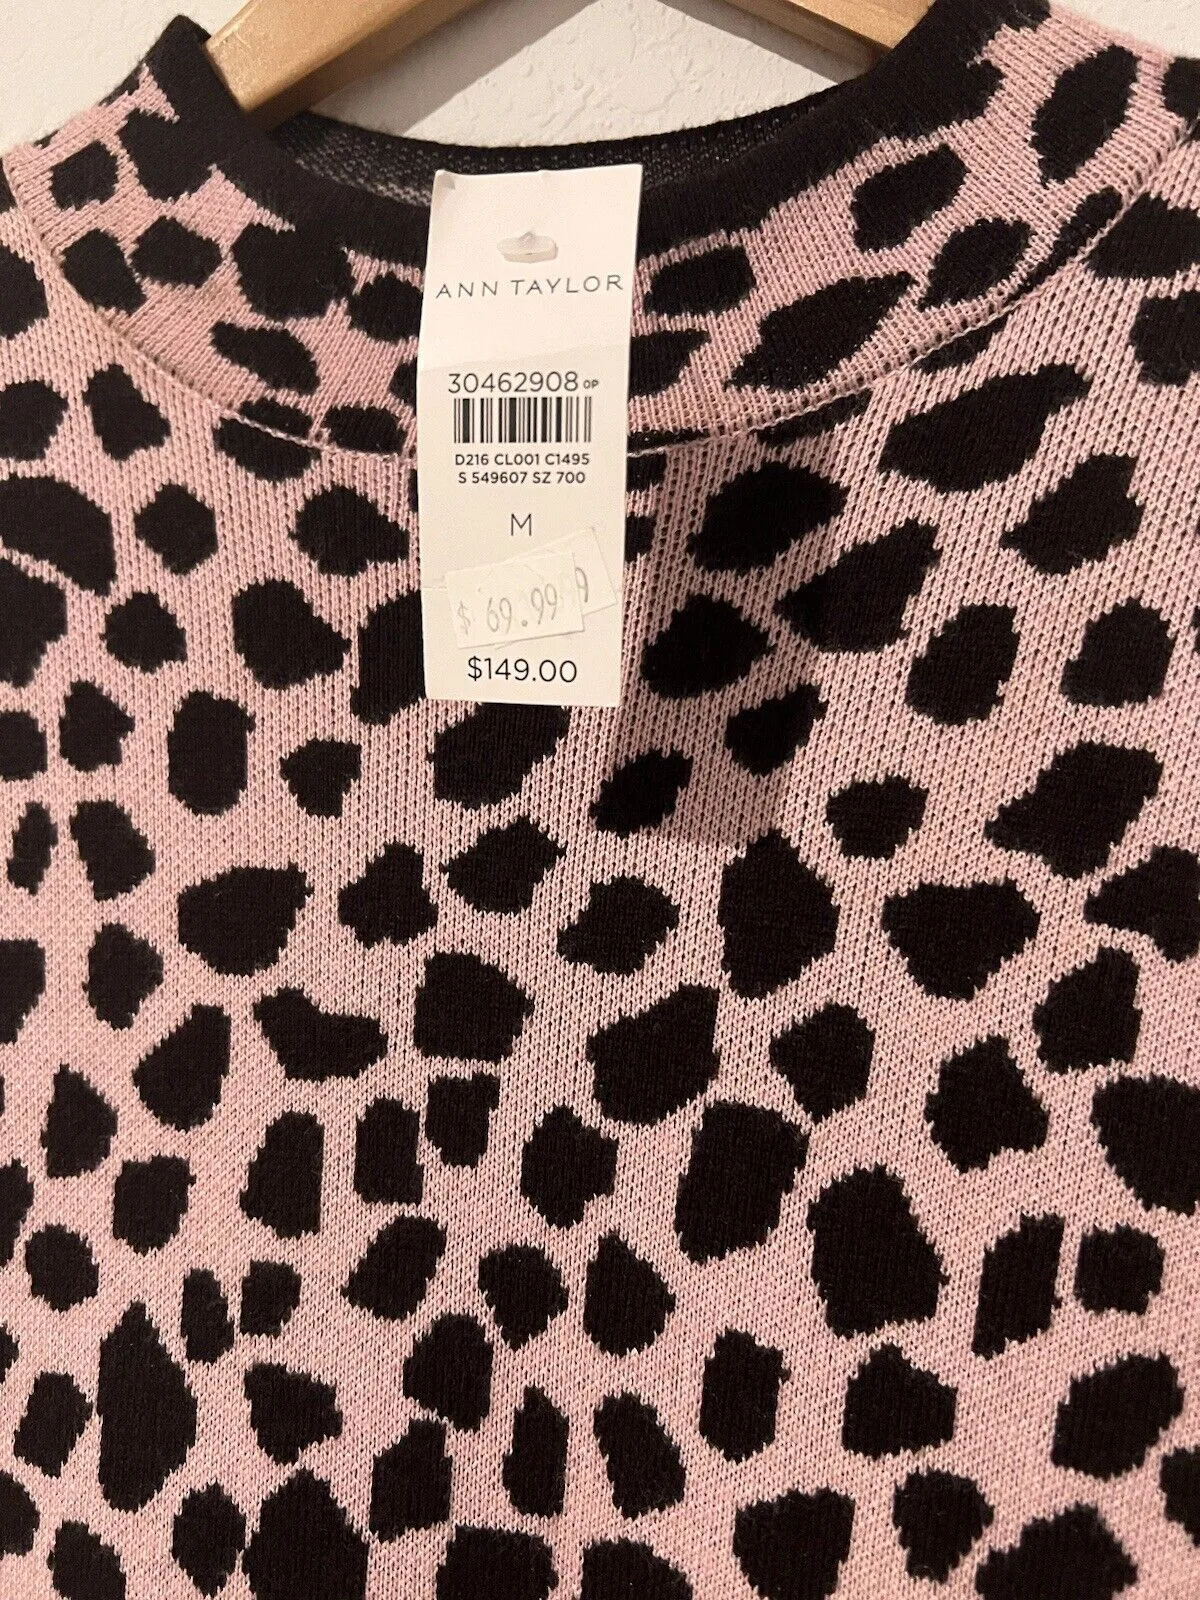 ANN TAYLOR
30462908 OP
D216 CL001 C1495
S 549607 SZ 700
M
$ 69.99
$149.00